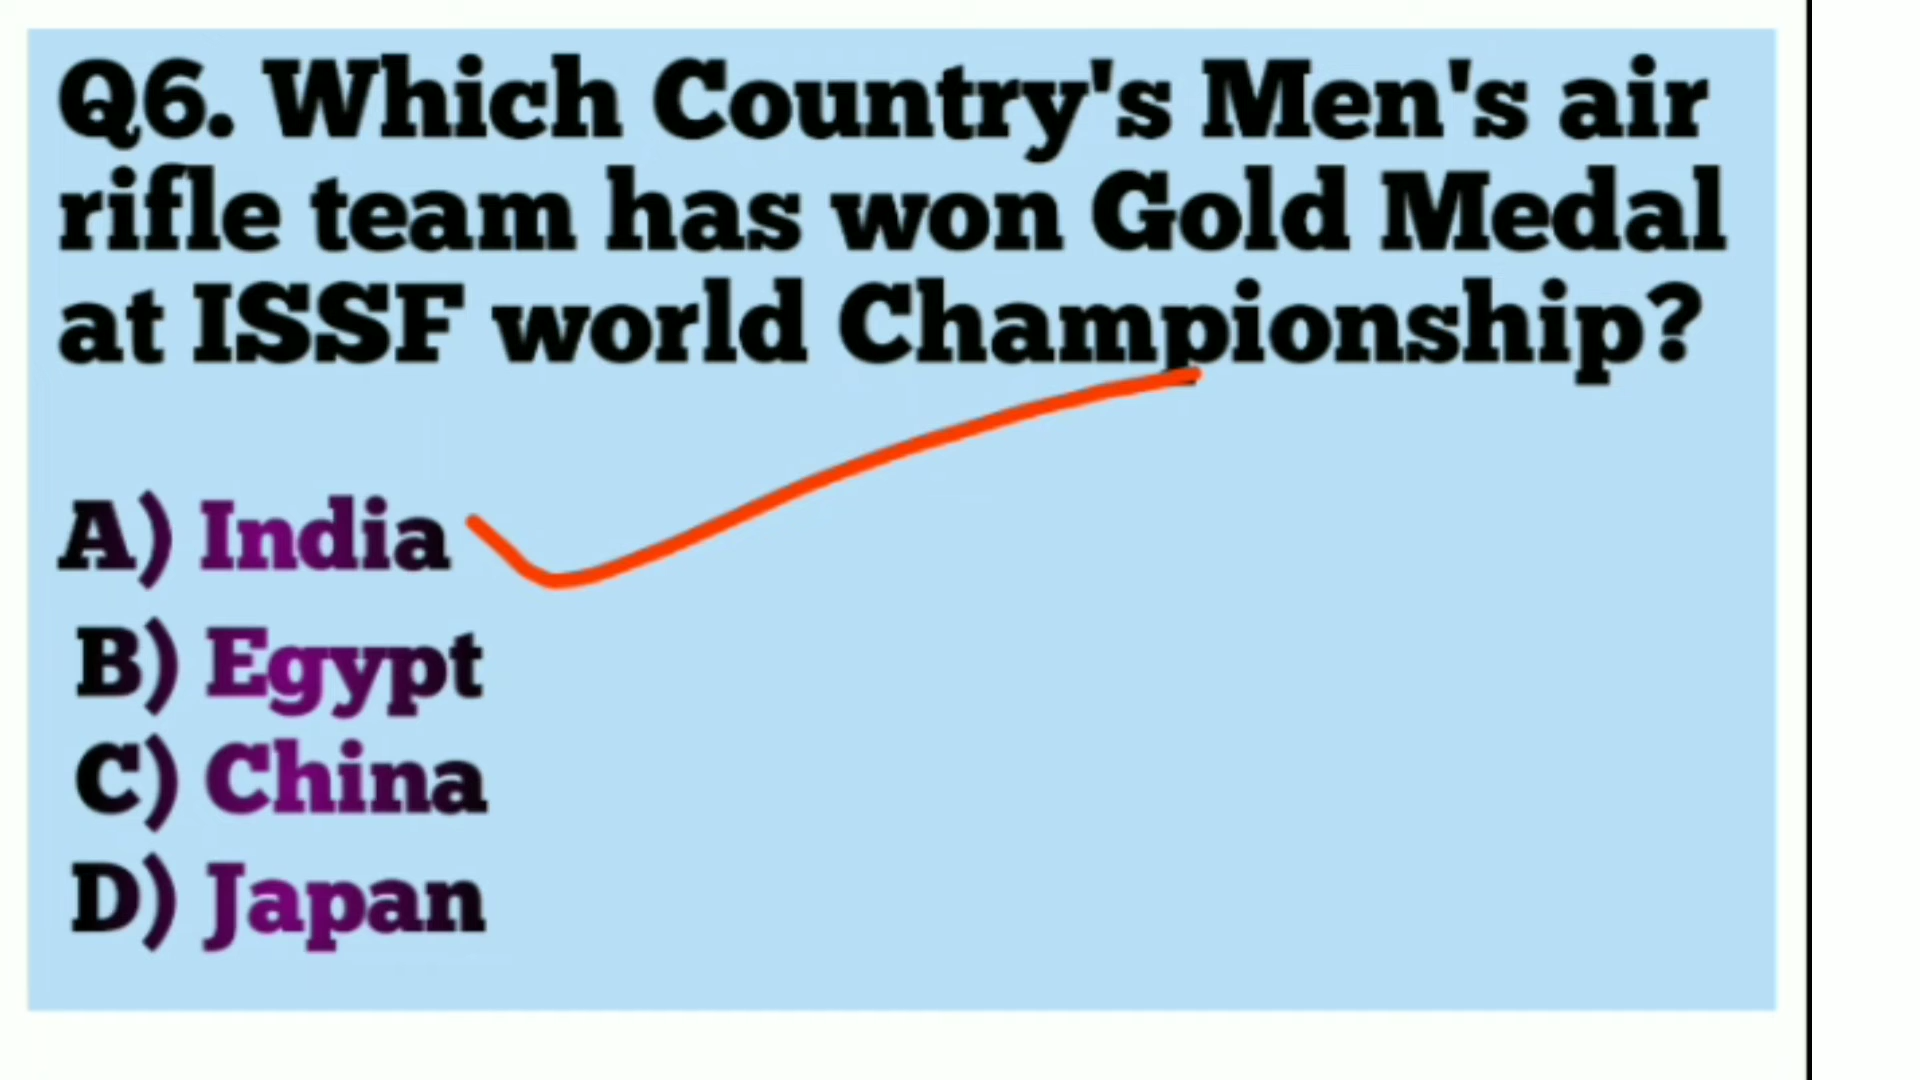 Q6. Which Country's Men's air
rifle team has won Gold Medal
at ISSF world Championship?
A) India
B) Egypt
C) China
D) Japan